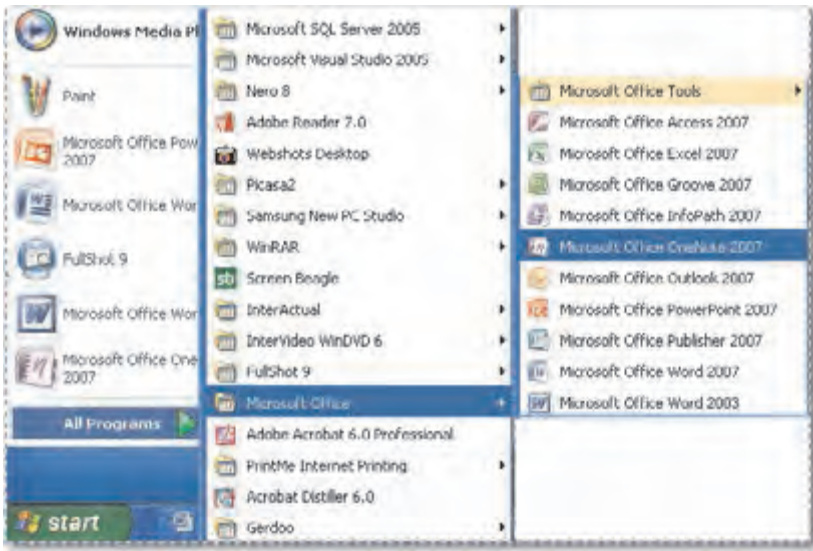 Windows Media Pl
Paint
Microsoft Office Pow
2007
Microsoft Office Wor
FullShot 9
Microsoft Office Wor
Microsoft Office One
2007
All Programs
start
Microsoft SQL Server 2005
Microsoft Visual Studio 2005
Nero 8
Adobe Reader 7.0
Webshots Desktop
Picasa2
Samsung New PC Studio
WinRAR
sb Screen Beagle
InterActual
InterVideo WinDVD 6
FullShot 9
Microsoft Office
Adobe Acrobat 6.0 Professional
PrintMe Internet Printing
Acrobat Distiller 6.0
Gerdoo
Microsoft Office Tools
Microsoft Office Access 2007
Microsoft Office Excel 2007
Microsoft Office Groove 2007
Microsoft Office InfoPath 2007
Microsoft Office OneNote 2007
Microsoft Office Outlook 2007
Microsoft Office PowerPoint 2007
Microsoft Office Publisher 2007
Microsoft Office Word 2007
Microsoft Office Word 2003